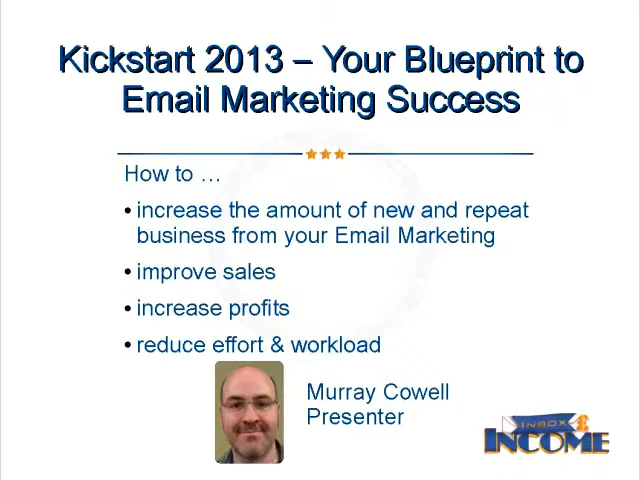 Kickstart 2013 – Your Blueprint to
Email Marketing Success
How to …
• increase the amount of new and repeat
business from your Email Marketing
• improve sales
• increase profits
• reduce effort & workload
Murray Cowell
Presenter
INBOX £
INCOME